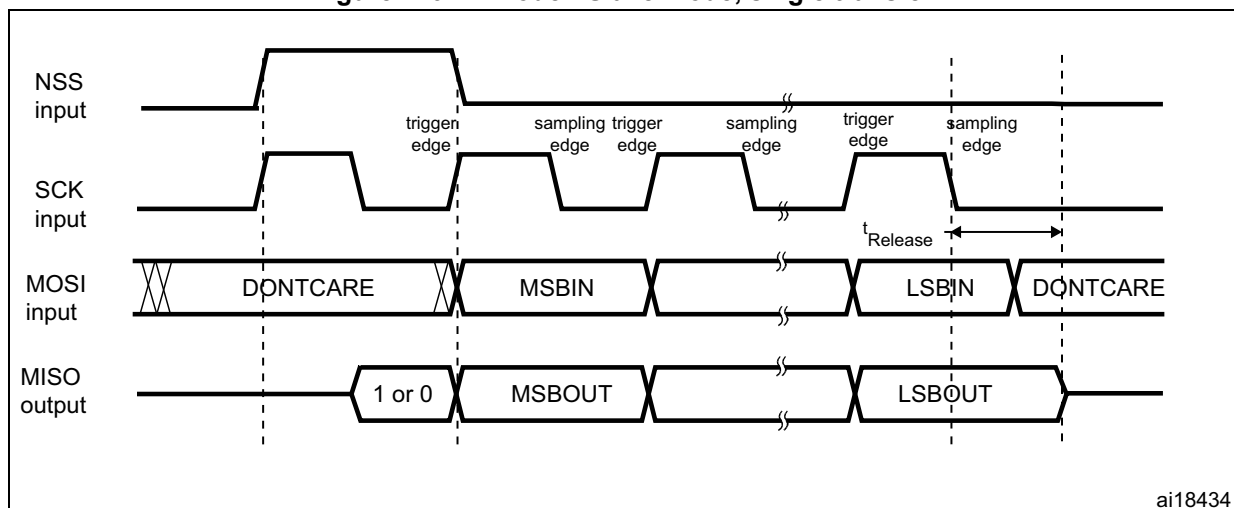 NSS
input
trigger
edge
sampling
edge
trigger
edge
sampling
edge
trigger
edge
sampling
edge
SCK
input
tRelease
MOSI
input
DONTCARE
MSBIN
LSBIN
DONTCARE
MISO
output
1 or 0
MSBOUT
LSBOUT
ai18434